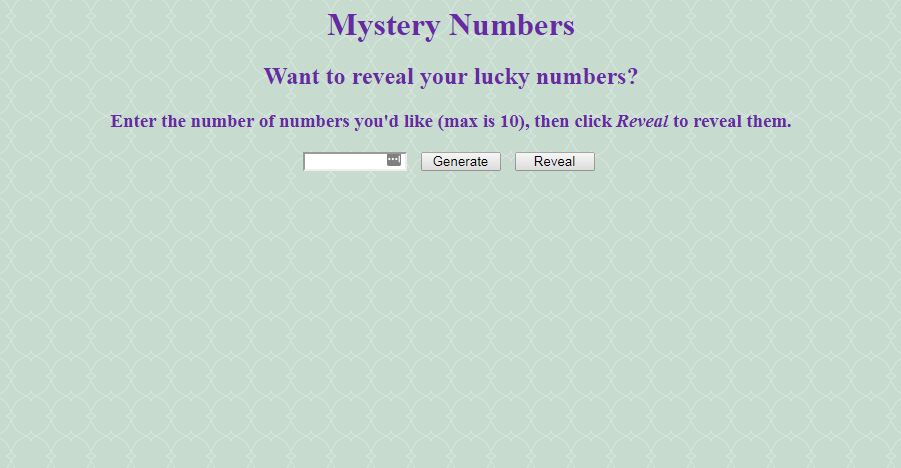 Mystery Numbers
Want to reveal your lucky numbers?
Enter the number of numbers you'd like (max is 10), then click Reveal to reveal them.
Generate Reveal